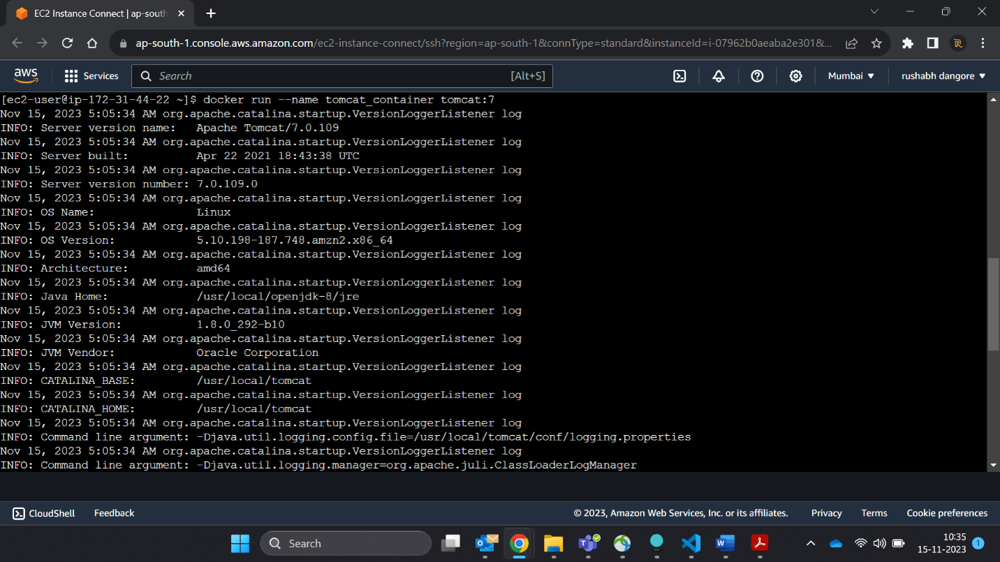 EC2 Instance Connect | ap-south
ap-south-1.console.aws.amazon.com/ec2-instance-connect/ssh?region=ap-south-1&connType=standard&instanceId=i-07962b0aeaba2e301&...
aws Services Search [Alt+S] Mumbai rushabh dangore
[ec2-user@ip-172-31-44-22 ~]$ docker run --name tomcat_container tomcat:7
Nov 15, 2023 5:05:34 AM org.apache.catalina.startup.VersionLoggerListener log
INFO: Server version name:   Apache Tomcat/7.0.109
Nov 15, 2023 5:05:34 AM org.apache.catalina.startup.VersionLoggerListener log
INFO: Server built:          Apr 22 2021 18:43:38 UTC
Nov 15, 2023 5:05:34 AM org.apache.catalina.startup.VersionLoggerListener log
INFO: Server version number: 7.0.109.0
Nov 15, 2023 5:05:34 AM org.apache.catalina.startup.VersionLoggerListener log
INFO: OS Name:               Linux
Nov 15, 2023 5:05:34 AM org.apache.catalina.startup.VersionLoggerListener log
INFO: OS Version:            5.10.198-187.748.amzn2.x86_64
Nov 15, 2023 5:05:34 AM org.apache.catalina.startup.VersionLoggerListener log
INFO: Architecture:          amd64
Nov 15, 2023 5:05:34 AM org.apache.catalina.startup.VersionLoggerListener log
INFO: Java Home:             /usr/local/openjdk-8/jre
Nov 15, 2023 5:05:34 AM org.apache.catalina.startup.VersionLoggerListener log
INFO: JVM Version:           1.8.0_292-b10
Nov 15, 2023 5:05:34 AM org.apache.catalina.startup.VersionLoggerListener log
INFO: JVM Vendor:            Oracle Corporation
Nov 15, 2023 5:05:34 AM org.apache.catalina.startup.VersionLoggerListener log
INFO: CATALINA_BASE:         /usr/local/tomcat
Nov 15, 2023 5:05:34 AM org.apache.catalina.startup.VersionLoggerListener log
INFO: CATALINA_HOME:         /usr/local/tomcat
Nov 15, 2023 5:05:34 AM org.apache.catalina.startup.VersionLoggerListener log
INFO: Command line argument: -Djava.util.logging.config.file=/usr/local/tomcat/conf/logging.properties
Nov 15, 2023 5:05:34 AM org.apache.catalina.startup.VersionLoggerListener log
INFO: Command line argument: -Djava.util.logging.manager=org.apache.juli.ClassLoaderLogManager
CloudShell Feedback © 2023, Amazon Web Services, Inc. or its affiliates. Privacy Terms Cookie preferences
Search 10:35
15-11-2023 1